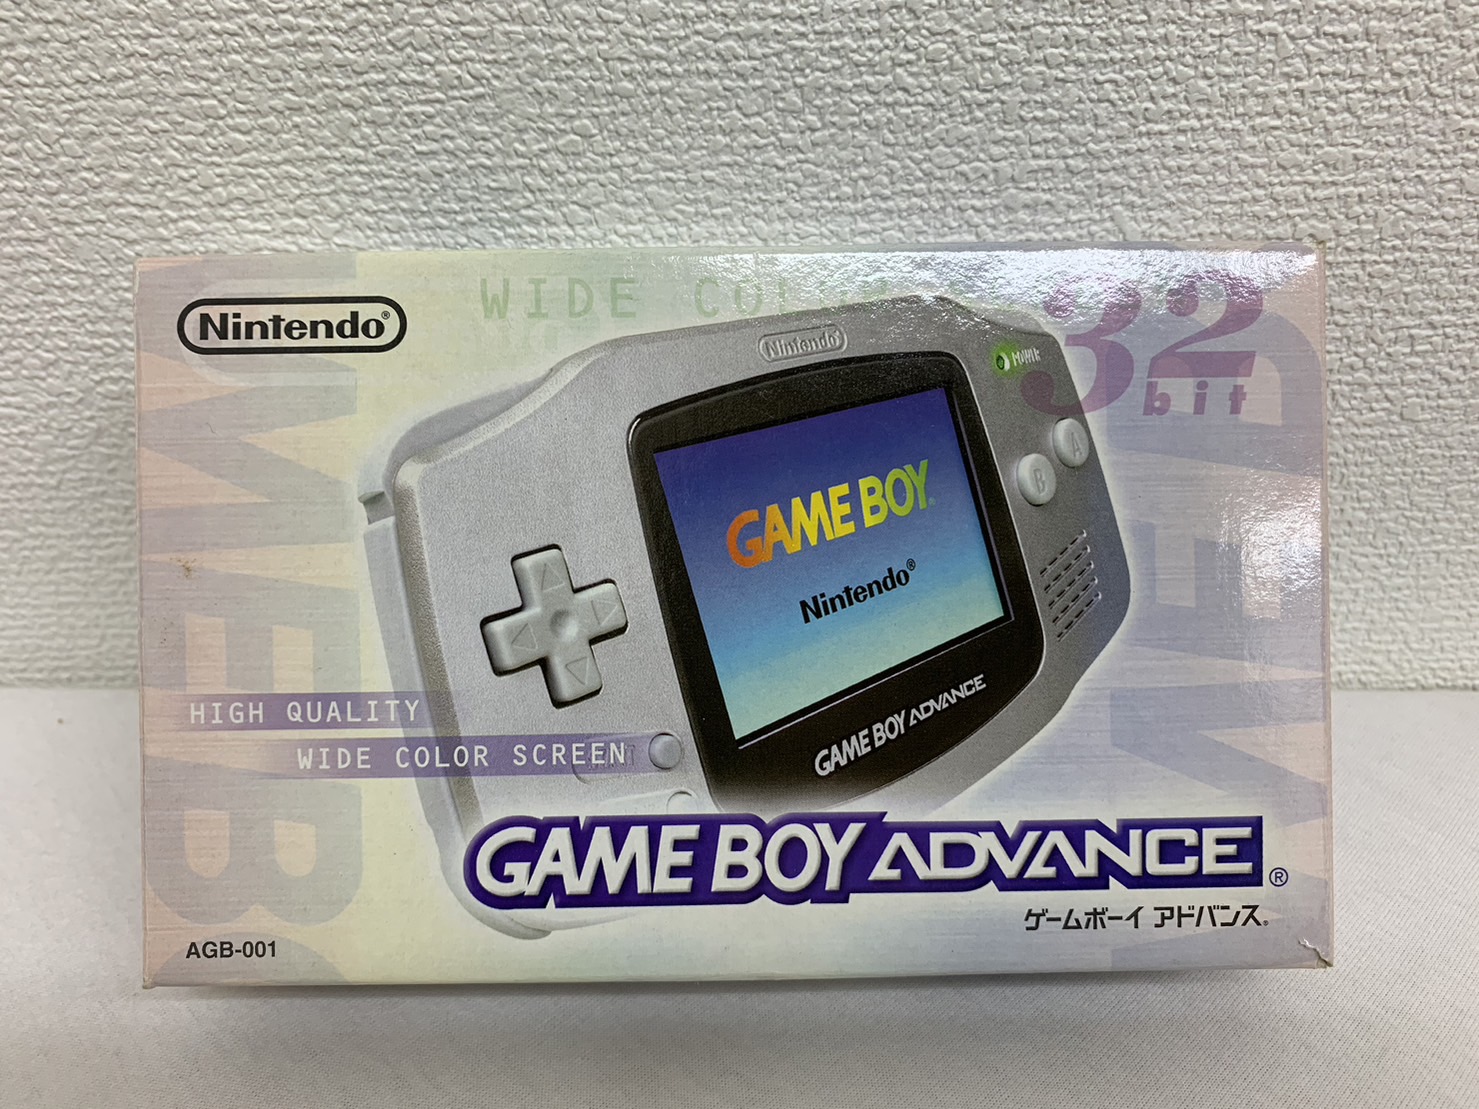 Nintendo®
WIDE COLOR
32
bit
Nintendo
POWER
A
B
GAME BOY®
Nintendo®
GAME BOY ADVANCE
HIGH QUALITY
WIDE COLOR SCREEN
GAME BOY ADVANCE®
ゲームボーイ アドバンス®
AGB-001